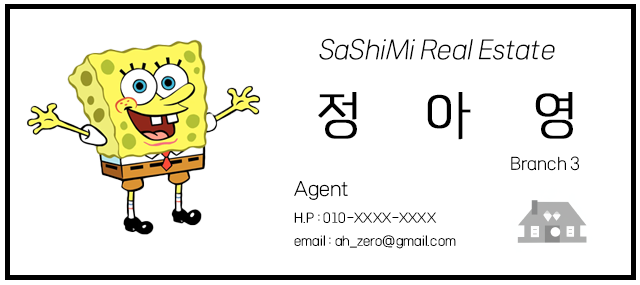 SaShiMi Real Estate
정 아 영
Branch 3
Agent
H.P : 010-XXXX-XXXX
email : ah_zero@gmail.com